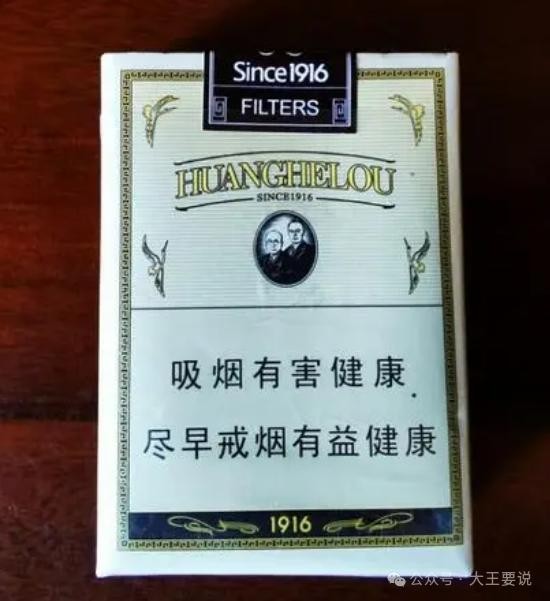 Since1916
FILTERS
HUANGHELOU
SINCE1916
吸烟有害健康
尽早戒烟有益健康
1916
公众号·大王要说